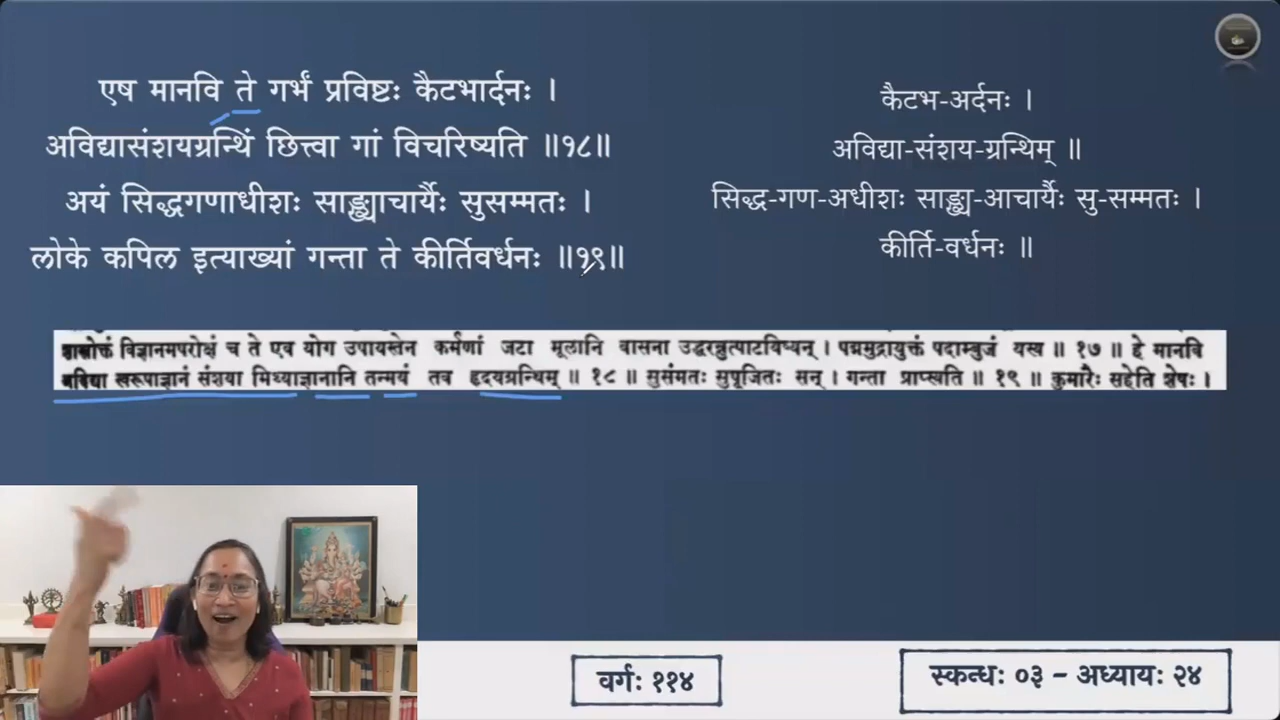 एष मानवि ते गर्भं प्रविष्टः कैटभार्दनः ।
अविद्यासंशयग्रन्थिं छित्त्वा गां विचरिष्यति ॥१८॥
अयं सिद्धगणाधीशः साङ्ख्याचार्यैः सुसम्मतः ।
लोके कपिल इत्याख्यां गन्ता ते कीर्तिवर्धनः ॥१९॥
कैटभ-अर्दनः ।
अविद्या-संशय-ग्रन्थिम् ॥
सिद्ध-गण-अधीशः साङ्ख्य-आचार्यैः सु-सम्मतः ।
कीर्ति-वर्धनः ॥
शास्त्रोक्तं विज्ञानमपरोक्षं च ते एव योग उपायस्तेन कर्मणां जटा मूलानि वासना उद्धरन्नुत्पाटयिष्यन् । पद्ममुद्रायुक्तं पदाम्बुजं यस्य ॥ १७ ॥ हे मानवि
अविद्या स्वरूपाज्ञानं संशया मिथ्याज्ञानानि तन्मयं तव हृदयग्रन्थिम् ॥ १८ ॥ सुसंमतः सुपूजितः सन् । गन्ता प्राप्स्यति ॥ १९ ॥ कुमारैः सहेति शेषः ।
वर्गः ११४
स्कन्धः ०३ – अध्यायः २४